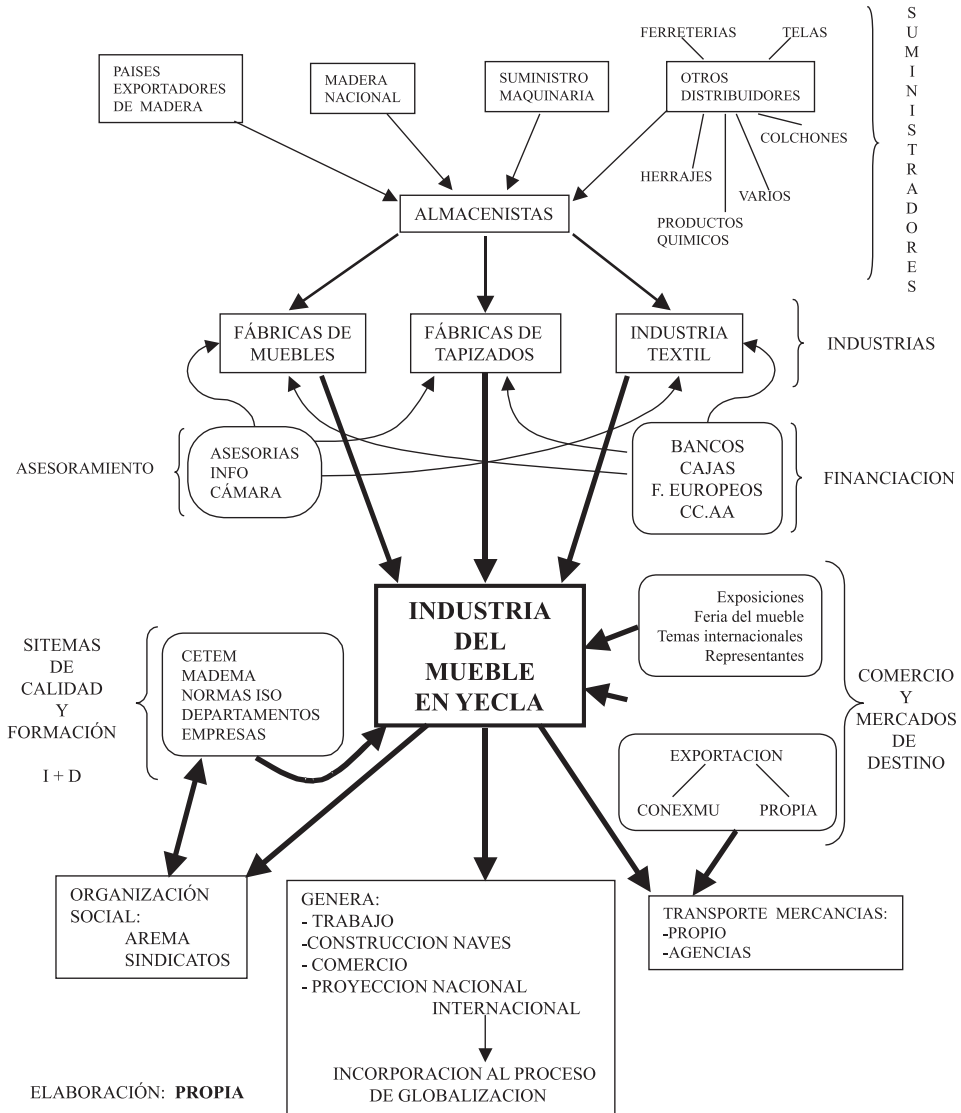 FERRETERIAS
TELAS
PAISES
EXPORTADORES
DE MADERA
MADERA
NACIONAL
SUMINISTRO
MAQUINARIA
OTROS
DISTRIBUIDORES
COLCHONES
HERRAJES
VARIOS
PRODUCTOS
QUIMICOS
SUMINISTRADORES
ALMACENISTAS
FÁBRICAS DE
MUEBLES
FÁBRICAS DE
TAPIZADOS
INDUSTRIA
TEXTIL
INDUSTRIAS
ASESORAMIENTO
ASESORIAS
INFO
CÁMARA
BANCOS
CAJAS
F. EUROPEOS
CC.AA
FINANCIACION
INDUSTRIA
DEL
MUEBLE
EN YECLA
Exposiciones
Feria del mueble
Temas internacionales
Representantes
SITEMAS
DE
CALIDAD
Y
FORMACIÓN
I + D
CETEM
MADEMA
NORMAS ISO
DEPARTAMENTOS
EMPRESAS
COMERCIO
Y
MERCADOS
DE
DESTINO
EXPORTACION
CONEXMU
PROPIA
ORGANIZACIÓN
SOCIAL:
AREMA
SINDICATOS
GENERA:
- TRABAJO
-CONSTRUCCION NAVES
- COMERCIO
- PROYECCION NACIONAL
INTERNACIONAL
INCORPORACION AL PROCESO
DE GLOBALIZACION
TRANSPORTE MERCANCIAS:
-PROPIO
-AGENCIAS
ELABORACIÓN: PROPIA